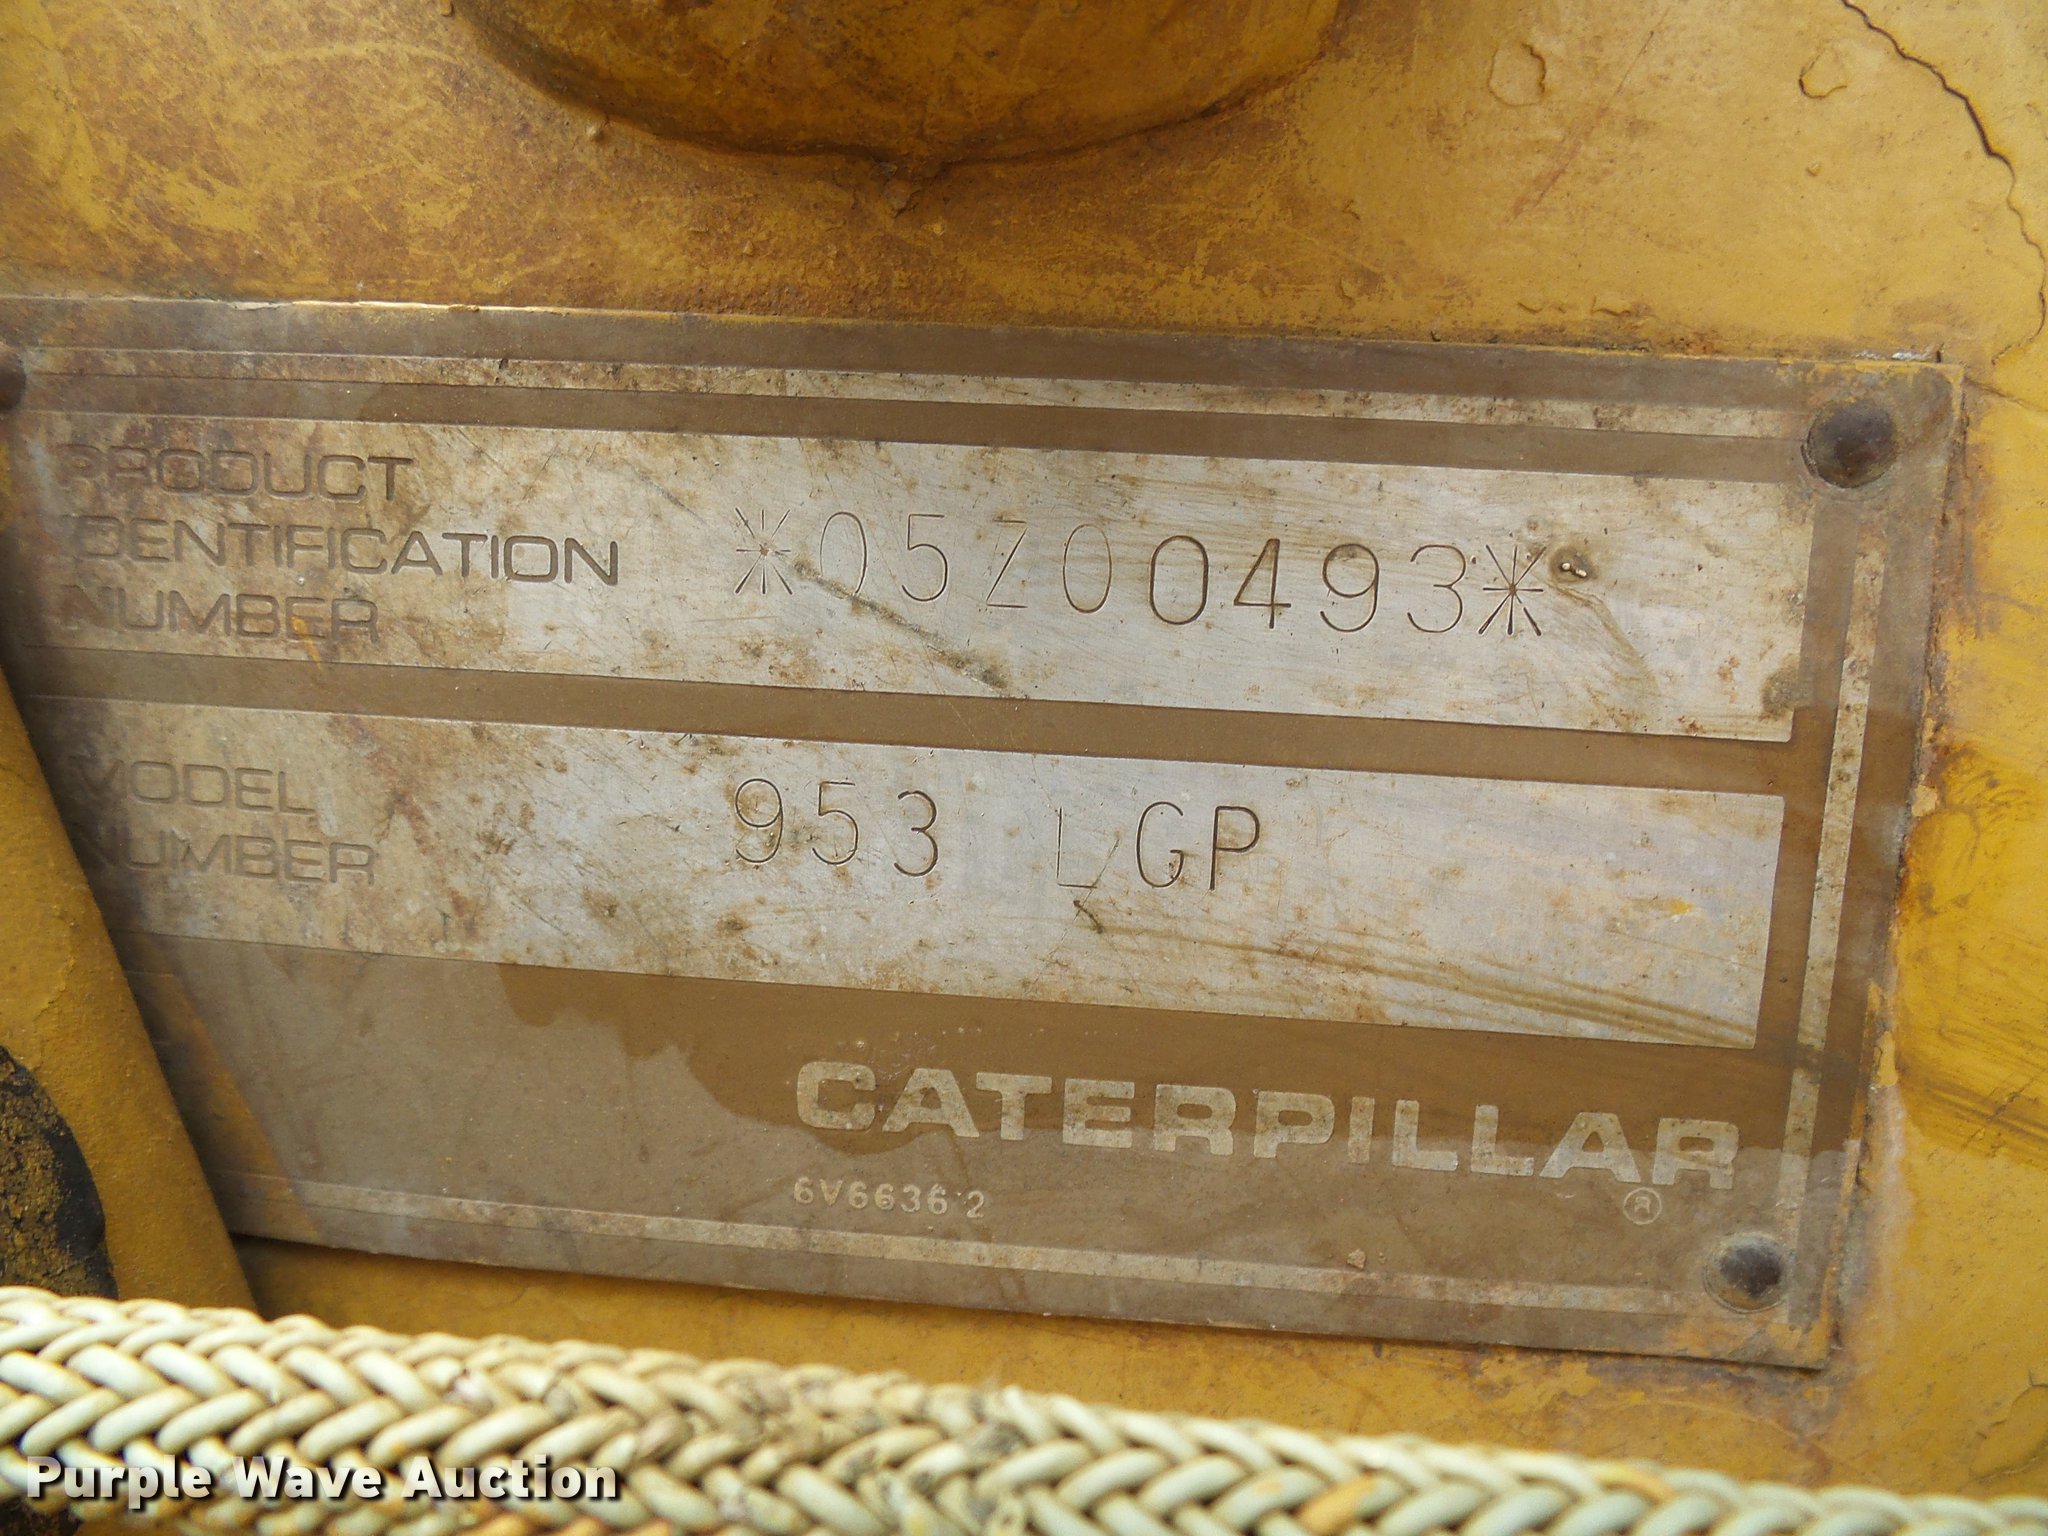 PRODUCT
IDENTIFICATION
NUMBER
*05Z00493*
MODEL
NUMBER
953 LGP
CATERPILLAR
®
6V6636 2
Purple Wave Auction